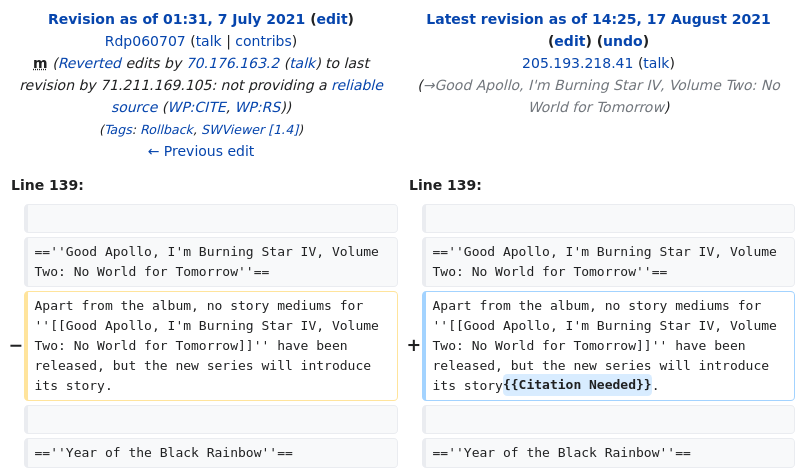 Revision as of 01:31, 7 July 2021 (edit)
Rdp060707 (talk | contribs)
m (Reverted edits by 70.176.163.2 (talk) to last
revision by 71.211.169.105: not providing a reliable
source (WP:CITE, WP:RS))
(Tags: Rollback, SWViewer [1.4])
← Previous edit
Latest revision as of 14:25, 17 August 2021
(edit) (undo)
205.193.218.41 (talk)
(→Good Apollo, I'm Burning Star IV, Volume Two: No
World for Tomorrow)
Line 139:
Line 139:
==''Good Apollo, I'm Burning Star IV, Volume
Two: No World for Tomorrow''==
==''Good Apollo, I'm Burning Star IV, Volume
Two: No World for Tomorrow''==
−
Apart from the album, no story mediums for
''[[Good Apollo, I'm Burning Star IV, Volume
Two: No World for Tomorrow]]'' have been
released, but the new series will introduce
its story.
+
Apart from the album, no story mediums for
''[[Good Apollo, I'm Burning Star IV, Volume
Two: No World for Tomorrow]]'' have been
released, but the new series will introduce
its story{{Citation Needed}}.
==''Year of the Black Rainbow''==
==''Year of the Black Rainbow''==